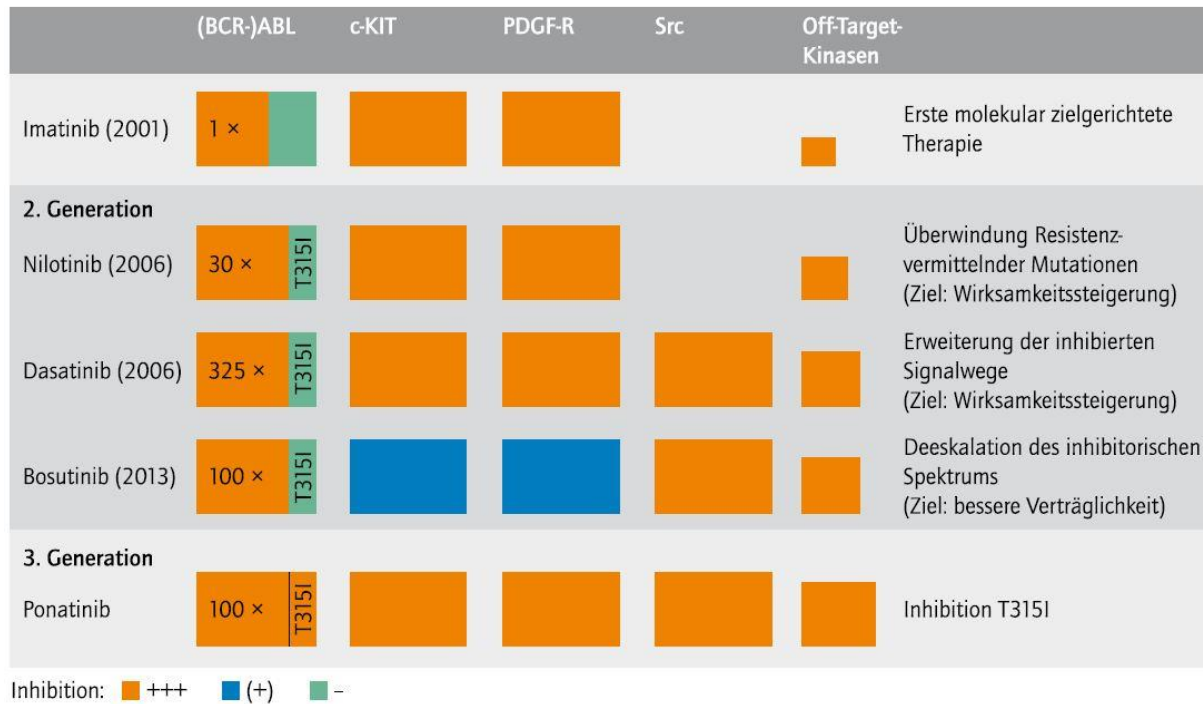 (BCR-)ABL c-KIT PDGF-R Src Off-Target-
Kinasen
Imatinib (2001) 1 × Erste molekular zielgerichtete
Therapie
2. Generation
Nilotinib (2006) 30 × T315I Überwindung Resistenz-
vermittelnder Mutationen
(Ziel: Wirksamkeitssteigerung)
Dasatinib (2006) 325 × T315I Erweiterung der inhibierten
Signalwege
(Ziel: Wirksamkeitssteigerung)
Bosutinib (2013) 100 × T315I Deeskalation des inhibitorischen
Spektrums
(Ziel: bessere Verträglichkeit)
3. Generation
Ponatinib 100 × T315I Inhibition T315I
Inhibition: +++ (+) –